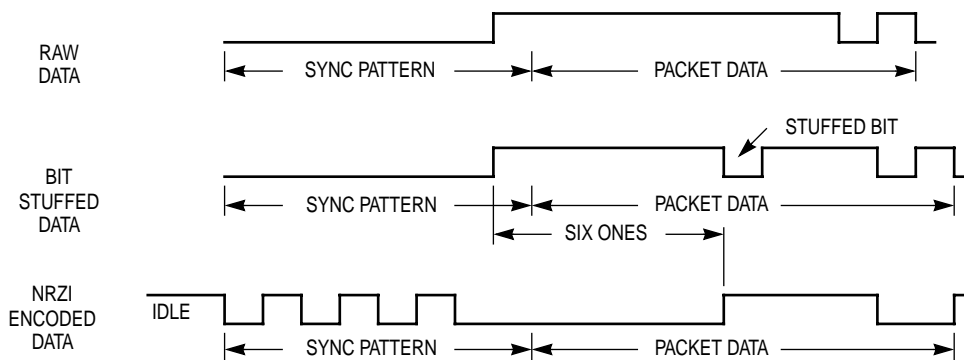 RAW
DATA
SYNC PATTERN
PACKET DATA
STUFFED BIT
BIT
STUFFED
DATA
SYNC PATTERN
PACKET DATA
SIX ONES
NRZI
ENCODED
DATA
IDLE
SYNC PATTERN
PACKET DATA